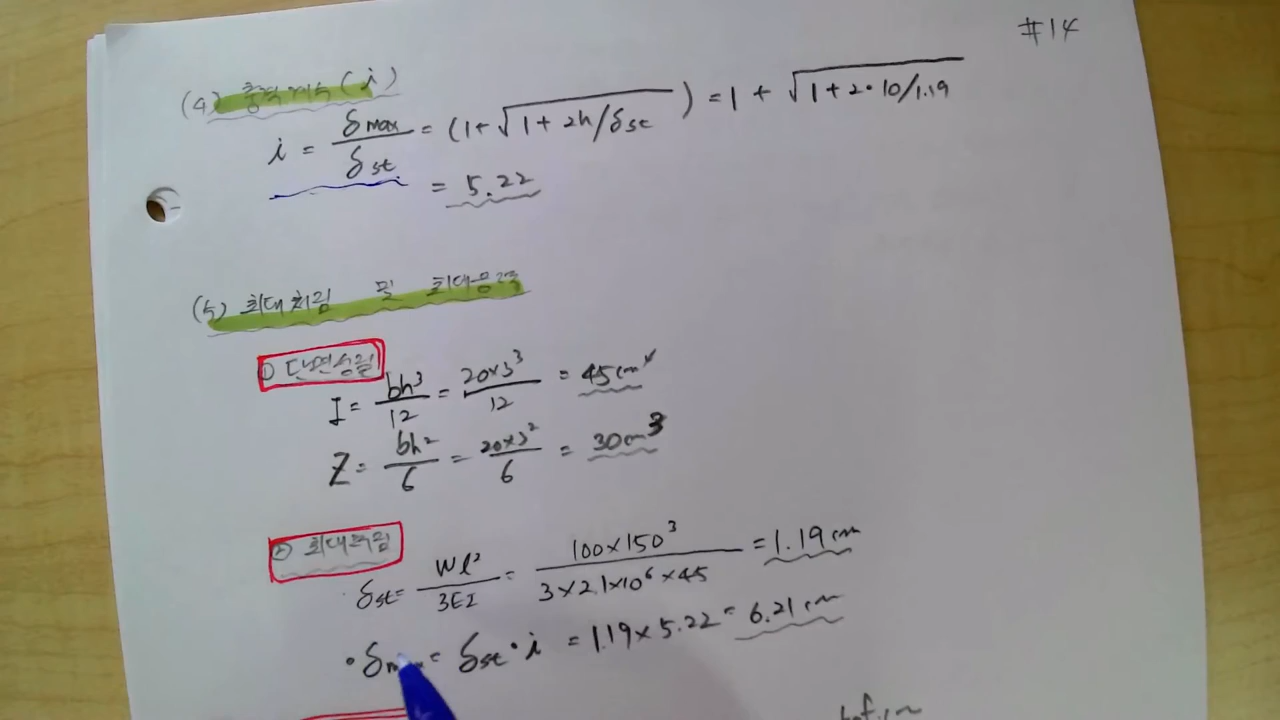 #14
(4) 충격계수(i)
i = δmax/δst = (1+√1+2h/δst) = 1 + √1+2·10/1.19
= 5.22
(5) 최대처짐 및 최대응력
① 단면성질
I = bh³/12 = 20×3³/12 = 45cm⁴
Z = bh²/6 = 20×3²/6 = 30cm³
② 최대처짐
δst = Wl²/3EI = 100×150³/3×2.1×10⁶×45 = 1.19cm
·δmax = δst·i = 1.19×5.22 = 6.21cm